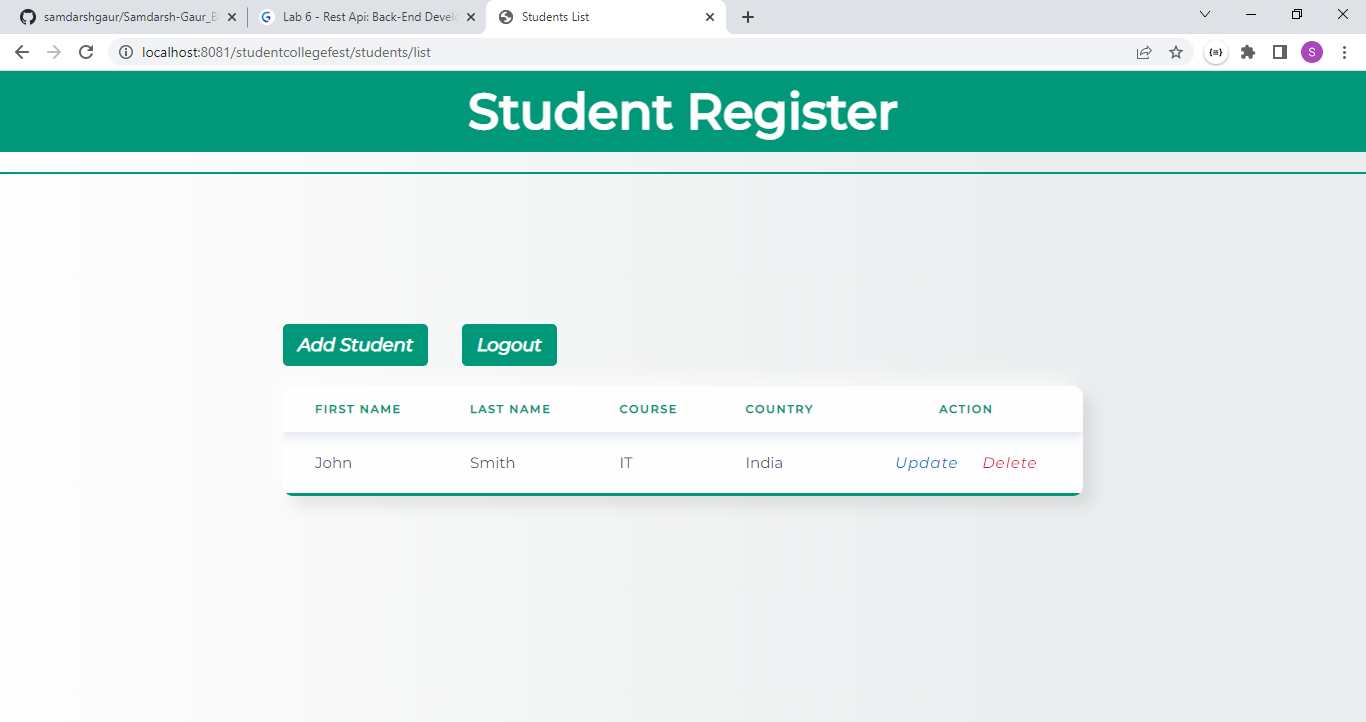 samdarshgaur/Samdarsh-Gaur_B
Lab 6 - Rest Api: Back-End Devel
Students List
localhost:8081/studentcollegefest/students/list
S
Student Register
Add Student
Logout
FIRST NAME LAST NAME COURSE COUNTRY ACTION
John Smith IT India Update Delete